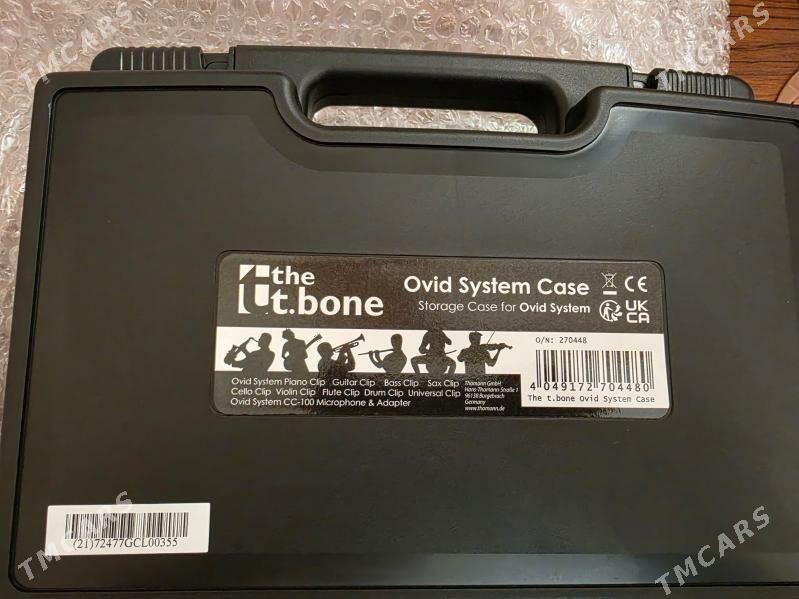 TMCARS
TMCARS
the
t.bone
Ovid System Case
CE
Storage Case for Ovid System
UK
CA
O/N: 270448
4 049172 704480
The t.bone Ovid System Case
Ovid System Piano Clip Guitar Clip Bass Clip Sax Clip
Cello Clip Violin Clip Flute Clip Drum Clip Universal Clip
Ovid System CC-100 Microphone & Adapter
Thomann GmbH
Hans-Thomann-Straße 1
96138 Burgebrach
Germany
www.thomann.de
(21)72477GCL00355
TMCARS
TMCARS